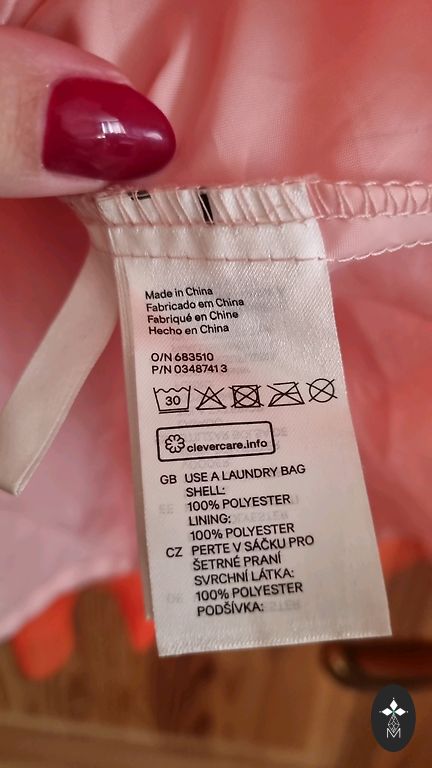 Made in China
Fabricado em China
Fabriqué en Chine
Hecho en China
O/N 683510
P/N 03487413
30
clevercare.info
GB USE A LAUNDRY BAG
SHELL:
100% POLYESTER
LINING:
100% POLYESTER
CZ PERTE V SÁČKU PRO
ŠETRNÉ PRANÍ
SVRCHNÍ LÁTKA:
100% POLYESTER
PODŠÍVKA:
M